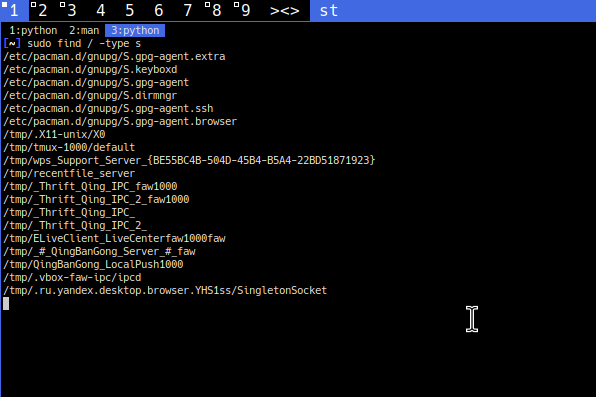 1 2 3 4 5 6 7 8 9 ><> st
1:python 2:man 3:python
[~] sudo find / -type s
/etc/pacman.d/gnupg/S.gpg-agent.extra
/etc/pacman.d/gnupg/S.keyboxd
/etc/pacman.d/gnupg/S.gpg-agent
/etc/pacman.d/gnupg/S.dirmngr
/etc/pacman.d/gnupg/S.gpg-agent.ssh
/etc/pacman.d/gnupg/S.gpg-agent.browser
/tmp/.X11-unix/X0
/tmp/tmux-1000/default
/tmp/wps_Support_Server_{BE55BC4B-504D-45B4-B5A4-22BD51871923}
/tmp/recentfile_server
/tmp/_Thrift_Qing_IPC_faw1000
/tmp/_Thrift_Qing_IPC_2_faw1000
/tmp/_Thrift_Qing_IPC_
/tmp/_Thrift_Qing_IPC_2_
/tmp/ELiveClient_LiveCenterfaw1000faw
/tmp/_#_QingBanGong_Server_#_faw
/tmp/QingBanGong_LocalPush1000
/tmp/.vbox-faw-ipc/ipcd
/tmp/.ru.yandex.desktop.browser.YHS1ss/SingletonSocket